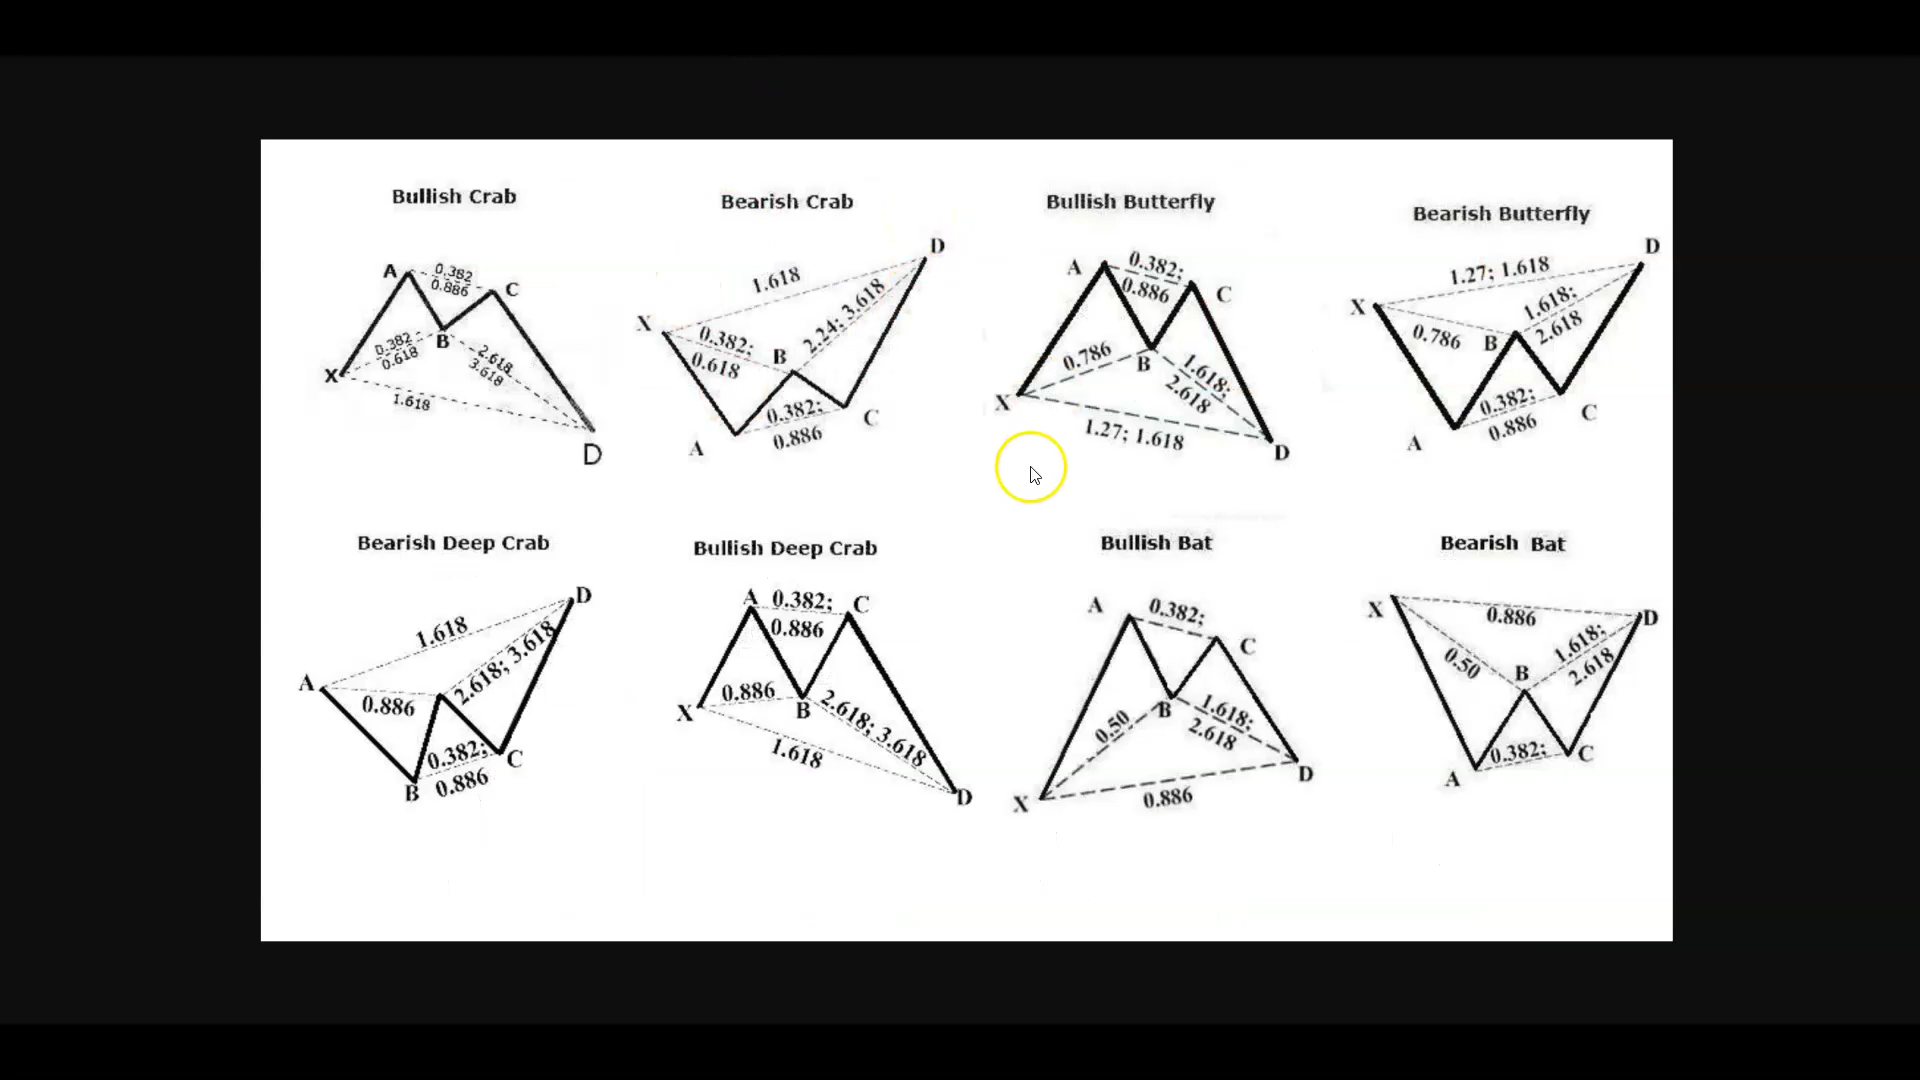 Bullish Crab
A
0.382
0.886
C
0.382
0.618
B
2.618
3.618
X
1.618
D
Bearish Crab
D
1.618
X
0.382;
0.618
B
2.24; 3.618
0.382;
0.886
C
A
Bullish Butterfly
A
0.382;
0.886
C
0.786
B
1.618;
2.618
X
1.27; 1.618
D
Bearish Butterfly
D
1.27; 1.618
X
0.786
B
1.618;
2.618
0.382;
0.886
C
A
Bearish Deep Crab
D
1.618
A
0.886
2.618; 3.618
0.382;
0.886
C
B
Bullish Deep Crab
A
0.382;
0.886
C
0.886
X
B
2.618; 3.618
1.618
D
Bullish Bat
A
0.382;
C
0.50
B
1.618;
2.618
D
X
0.886
Bearish Bat
X
0.886
D
0.50
B
1.618;
2.618
0.382;
C
A